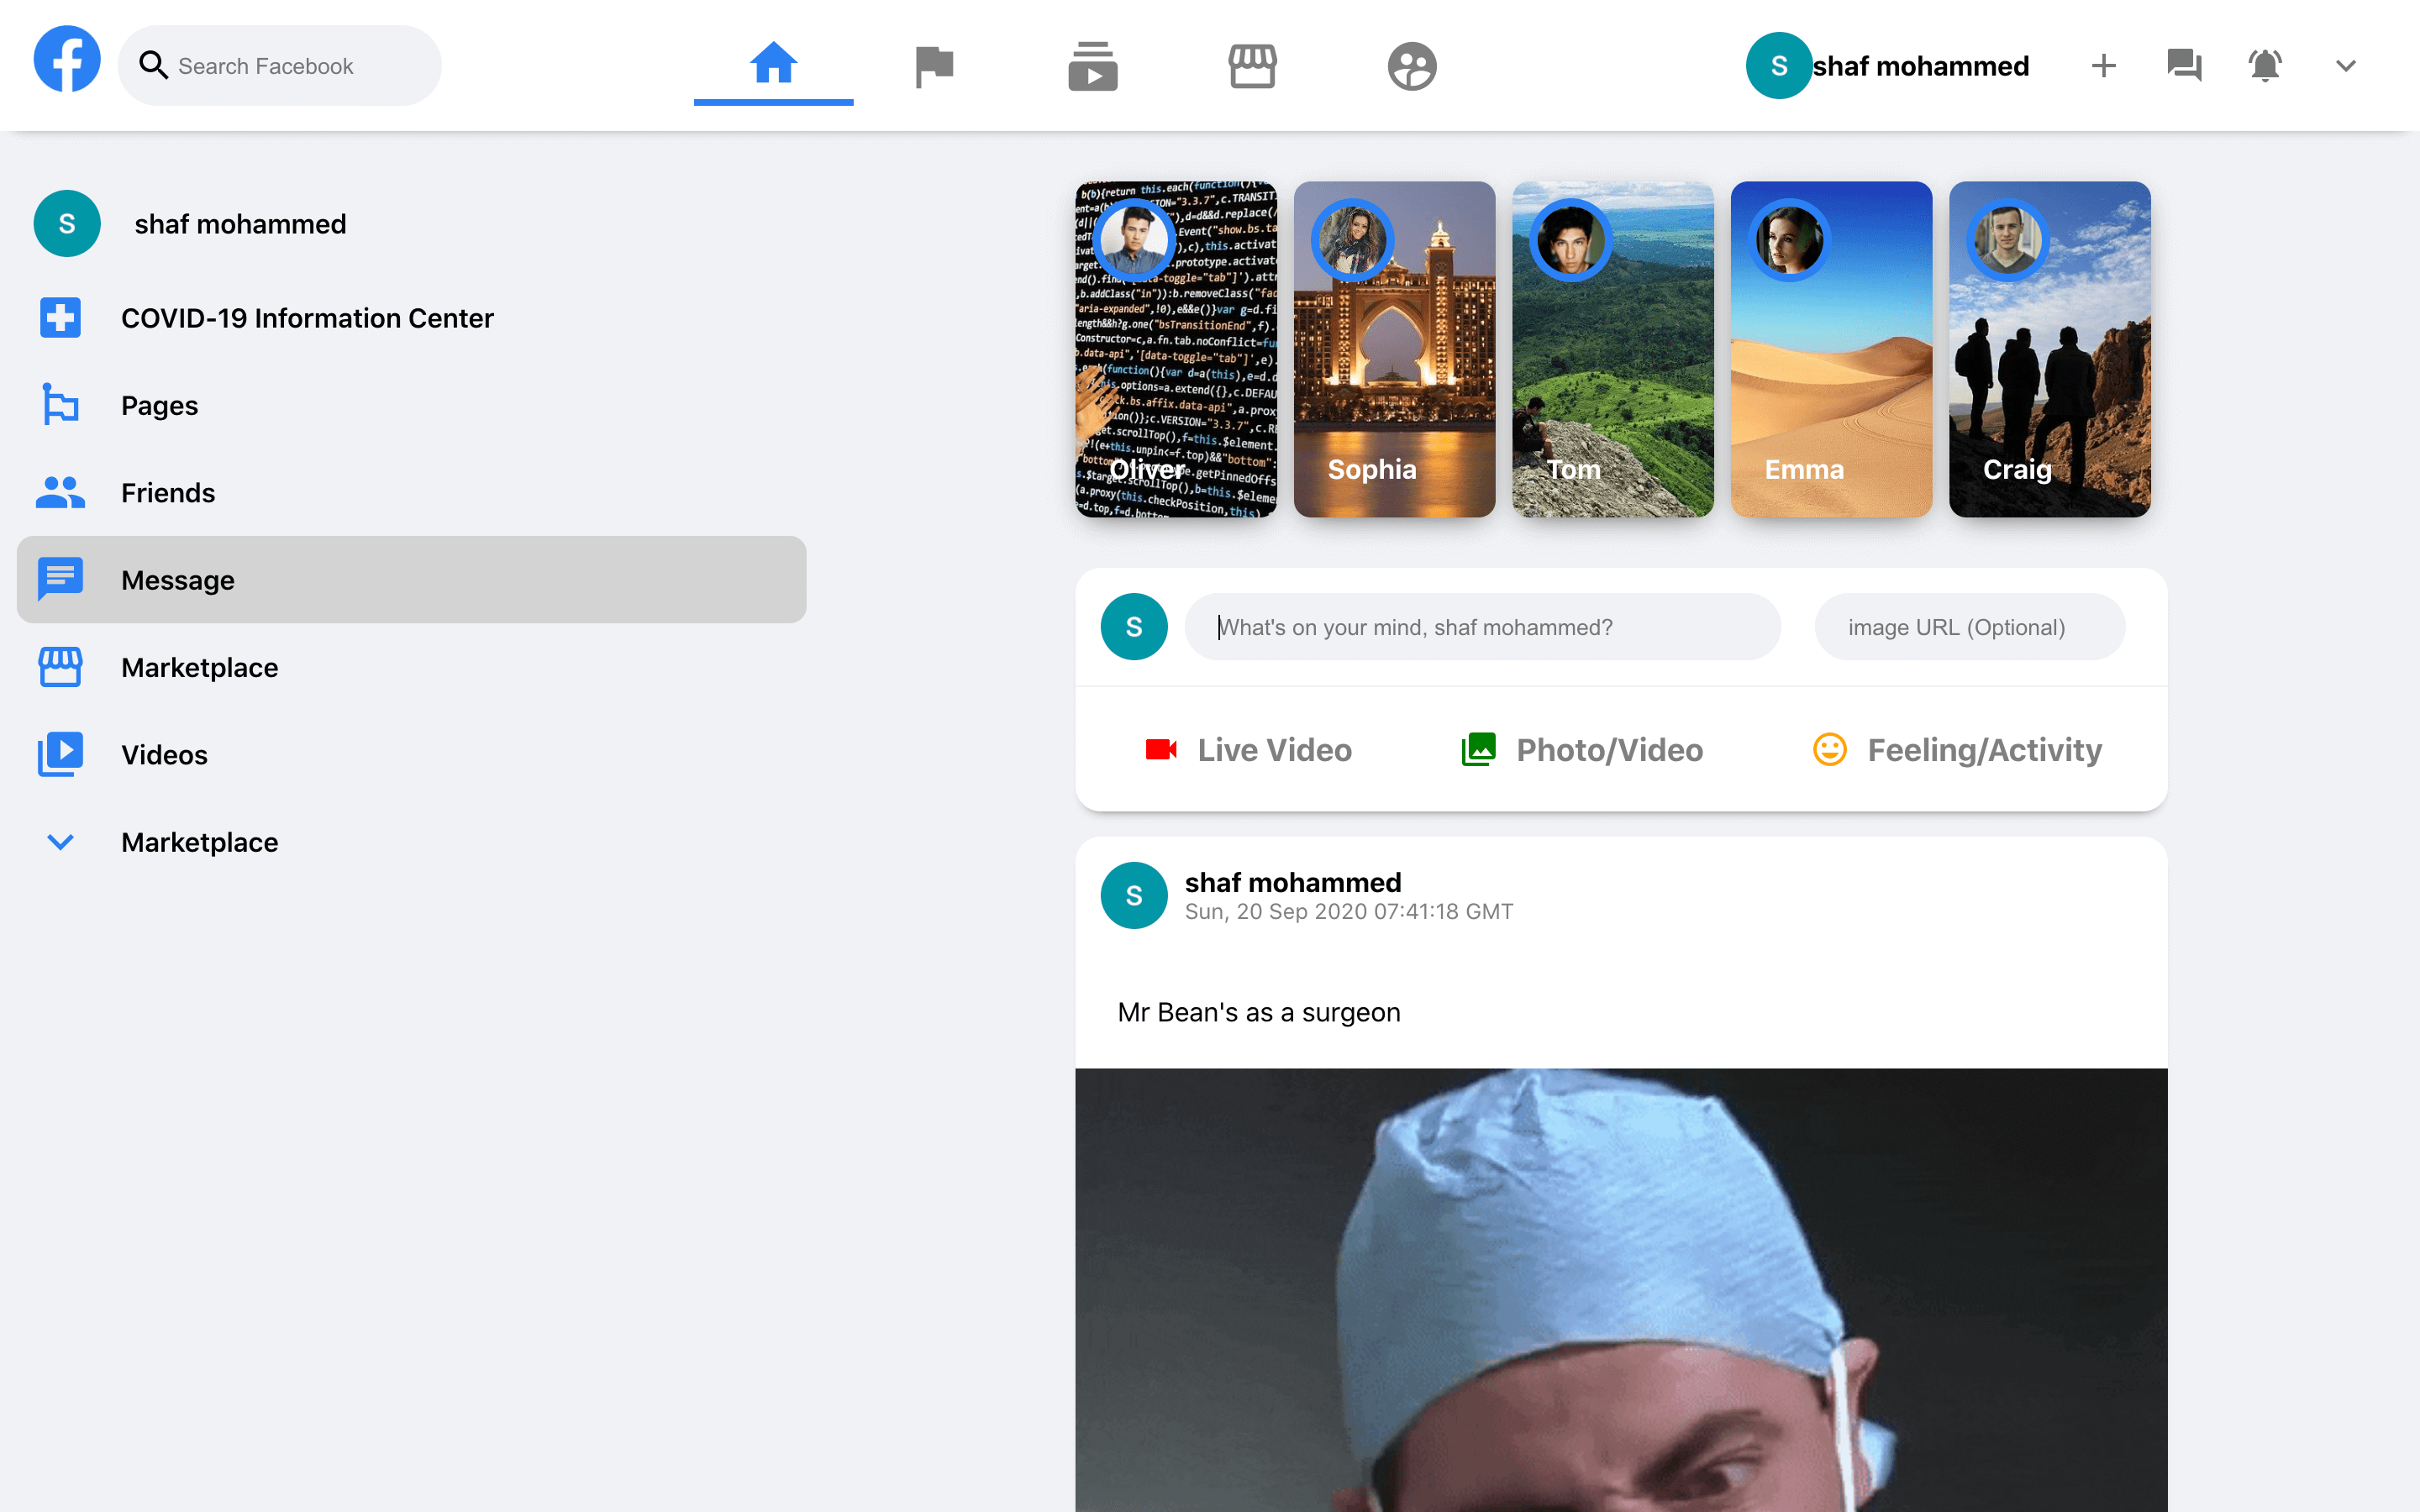 Search Facebook
S shaf mohammed
S shaf mohammed
COVID-19 Information Center
Pages
Friends
Message
Marketplace
Videos
Marketplace
Oliver
Sophia
Tom
Emma
Craig
S What's on your mind, shaf mohammed? image URL (Optional)
Live Video Photo/Video Feeling/Activity
S shaf mohammed
Sun, 20 Sep 2020 07:41:18 GMT
Mr Bean's as a surgeon